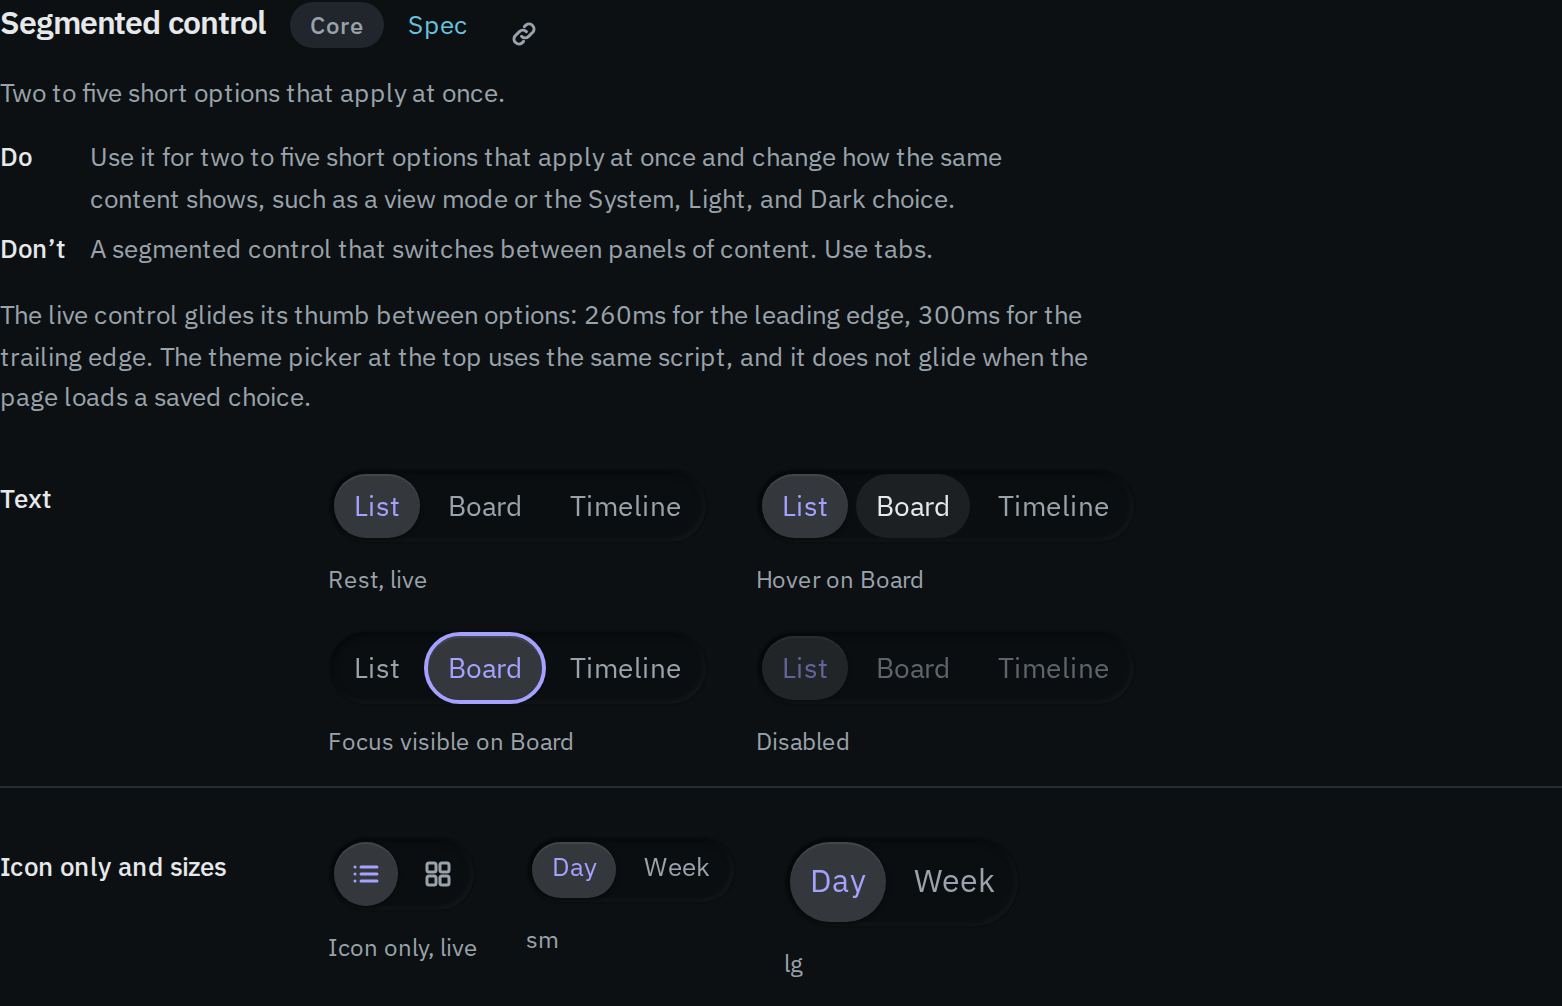 Segmented control Core Spec
Two to five short options that apply at once.
Do Use it for two to five short options that apply at once and change how the same
content shows, such as a view mode or the System, Light, and Dark choice.
Don’t A segmented control that switches between panels of content. Use tabs.
The live control glides its thumb between options: 260ms for the leading edge, 300ms for the
trailing edge. The theme picker at the top uses the same script, and it does not glide when the
page loads a saved choice.
Text
List Board Timeline
Rest, live
List Board Timeline
Hover on Board
List Board Timeline
Focus visible on Board
List Board Timeline
Disabled
Icon only and sizes
Icon only, live
Day Week
sm
Day Week
lg